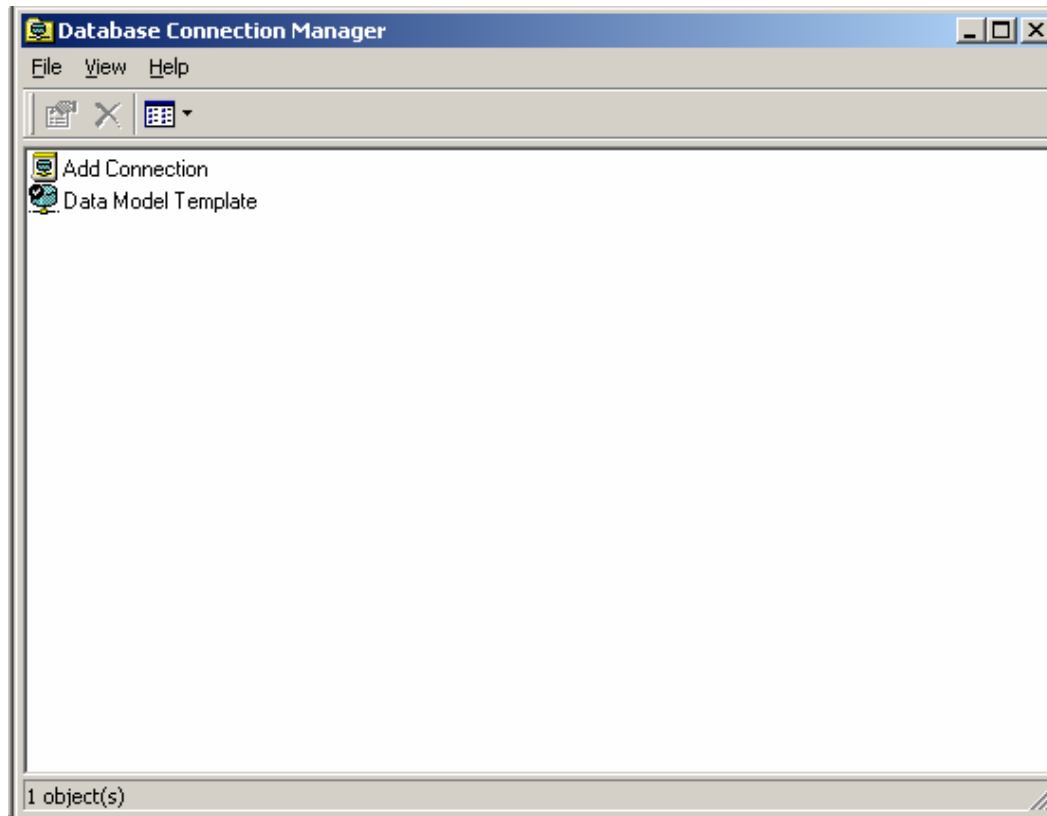 Database Connection Manager
File View Help
Add Connection
Data Model Template
1 object(s)